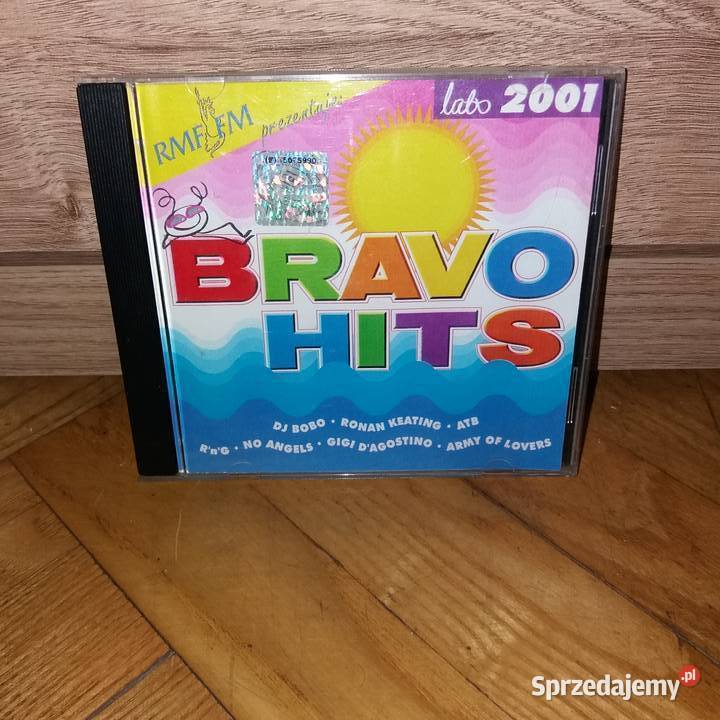 RMF FM prezentuje:
lato 2001
BRAVO
HITS
DJ BOBO · RONAN KEATING · ATB
R'n'G · NO ANGELS · GIGI D'AGOSTINO · ARMY OF LOVERS
Sprzedajemy.pl